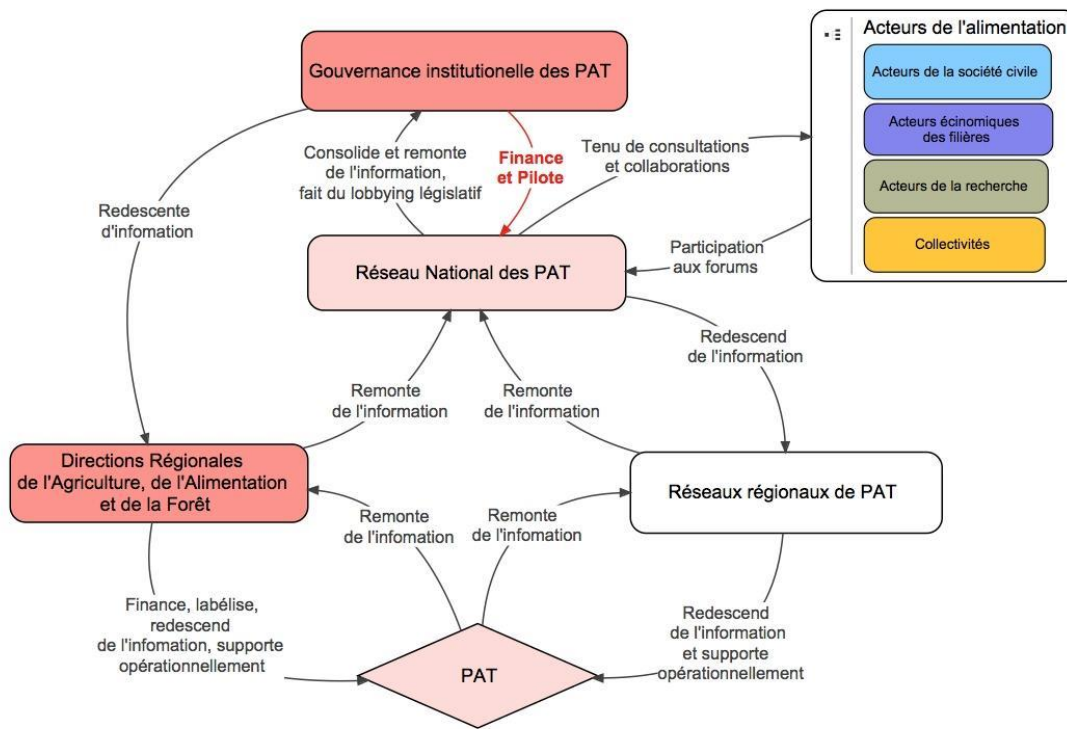 Acteurs de l'alimentation
Gouvernance institutionelle des PAT
Acteurs de la société civile
Acteurs écinomiques
des filières
Acteurs de la recherche
Collectivités
Consolide et remonte
de l'information,
fait du lobbying législatif
Finance
et Pilote
Tenu de consultations
et collaborations
Redescente
d'infomation
Participation
aux forums
Réseau National des PAT
Redescend
de l'information
Remonte
de l'information
Remonte
de l'information
Directions Régionales
de l'Agriculture, de l'Alimentation
et de la Forêt
Réseaux régionaux de PAT
Remonte
de l'infomation
Remonte
de l'infomation
Finance, labélise,
redescend
de l'infomation, supporte
opérationnellement
Redescend
de l'information
et supporte
opérationnellement
PAT